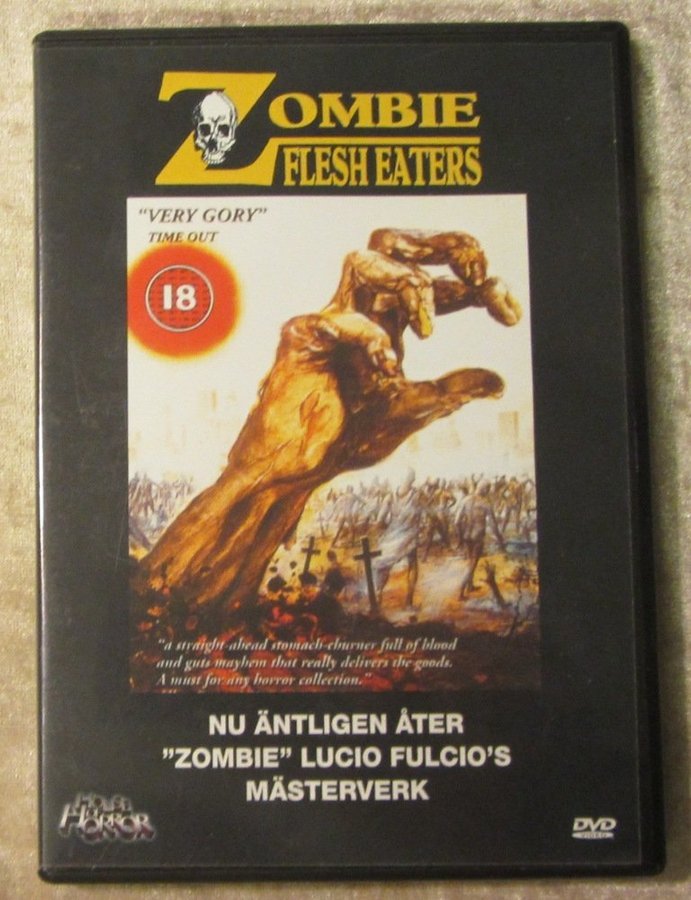 ZOMBIE
FLESH EATERS
"VERY GORY"
TIME OUT
18
"a straight-ahead stomach-churner full of blood
and guts mayhem that really delivers the goods.
A must for any horror collection."
NU ÄNTLIGEN ÅTER
"ZOMBIE" LUCIO FULCIO'S
MÄSTERVERK
HORROR
DVD
VIDEO